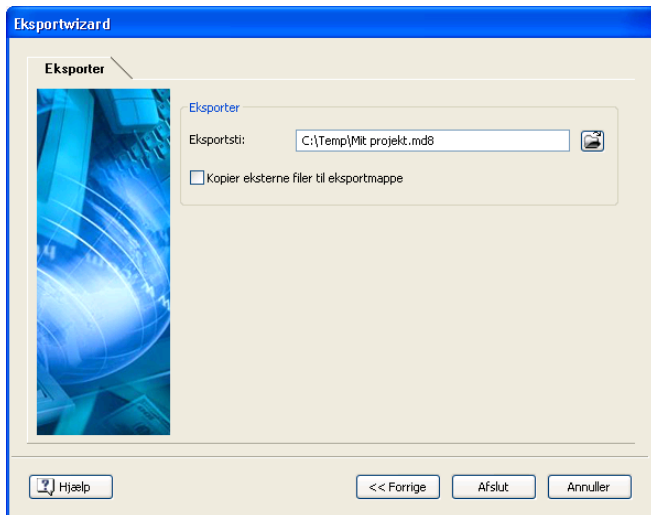 Eksportwizard
Eksporter
Eksporter
Eksportsti: C:\Temp\Mit projekt.md8
Kopier eksterne filer til eksportmappe
Hjælp << Forrige Afslut Annuller